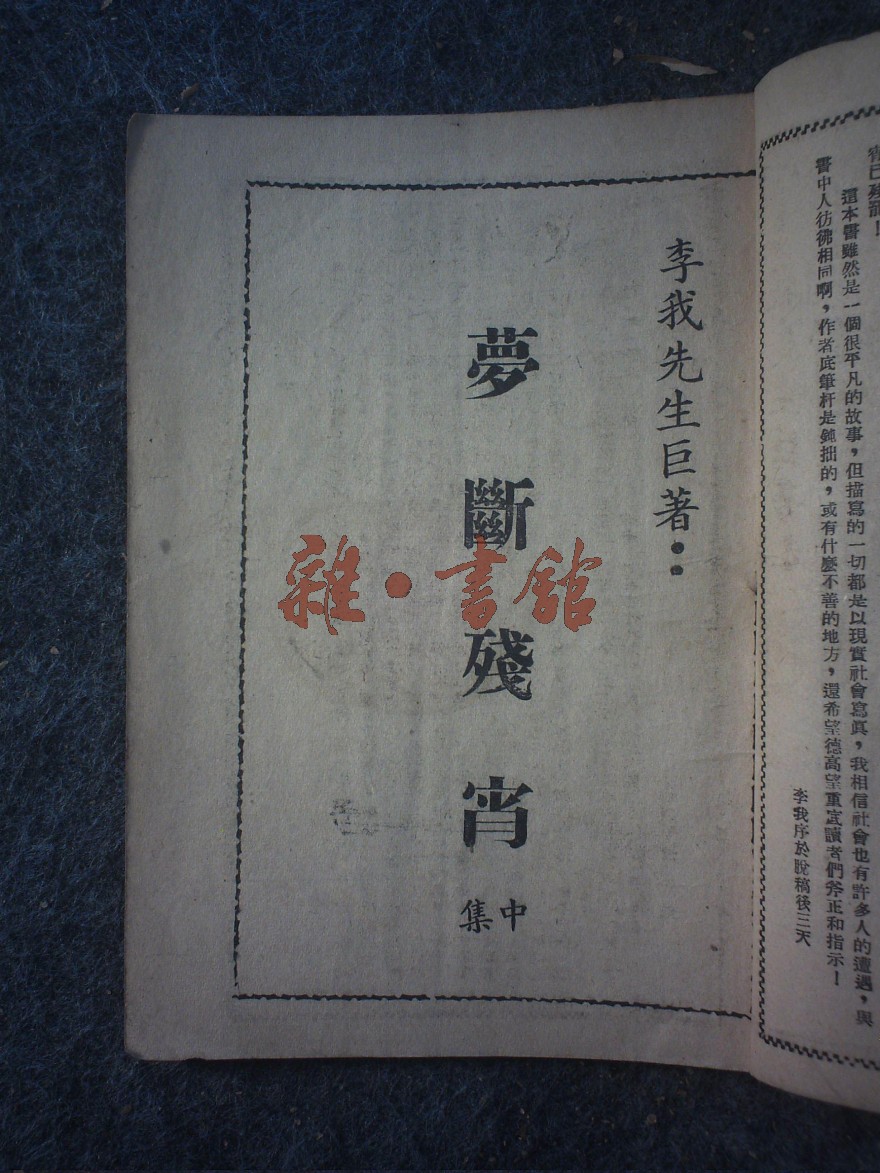 宵已殘罷！
這本書雖然是一個很平凡的故事，但描寫的一切都是以現實社會寫眞，我相信社會也有許多人的遭遇，與
書中人彷彿相同啊，作者底筆杆是鈍拙的，或有什麼不善的地方，還希望德高望重底讀者們斧正和指示！
李我序於脫稿後三天
李我先生巨著：
夢斷殘宵
中集
雜·書館